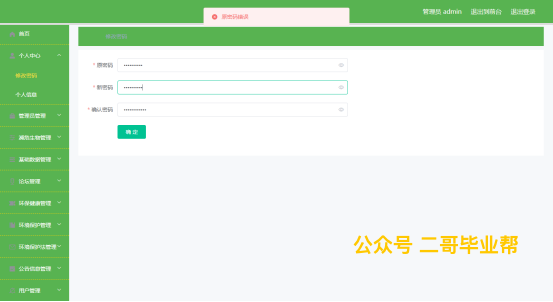 原密码错误
管理员 admin 退出到前台 退出登录
首页
修改密码
个人中心
修改密码
个人信息
* 原密码
* 新密码
* 确认密码
确 定
管理员管理
濒危生物管理
基础数据管理
论坛管理
环保健康管理
环境保护管理
环境保护法管理
公告信息管理
用户管理
公众号 二哥毕业帮